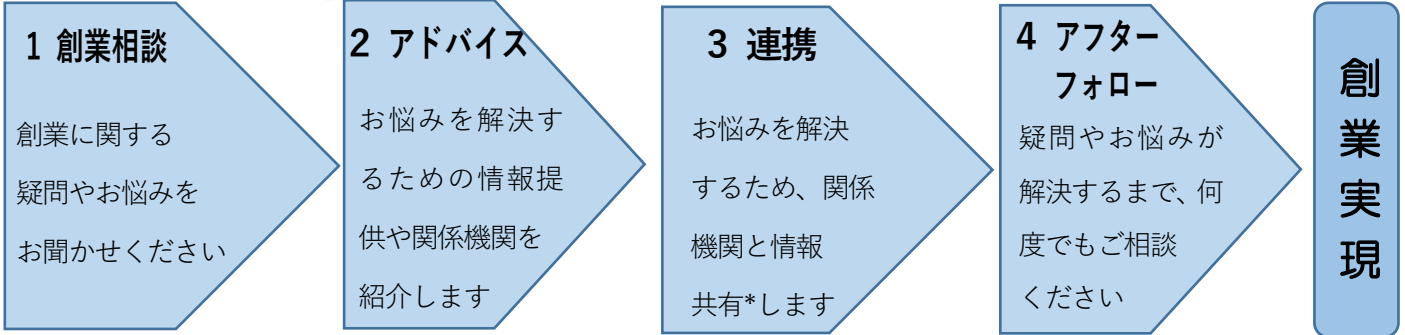 1 創業相談
創業に関する
疑問やお悩みを
お聞かせください
2 アドバイス
お悩みを解決す
るための情報提
供や関係機関を
紹介します
3 連携
お悩みを解決
するため、関係
機関と情報
共有*します
4 アフター
フォロー
疑問やお悩みが
解決するまで、何
度でもご相談
ください
創業実現